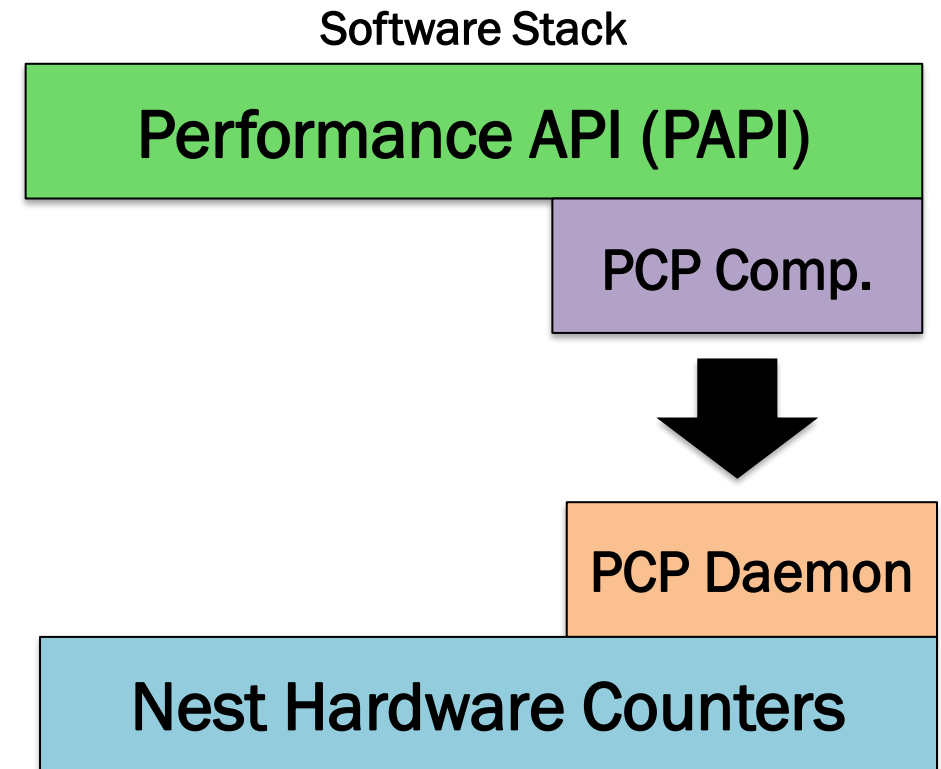 Software Stack
Performance API (PAPI)
PCP Comp.
PCP Daemon
Nest Hardware Counters